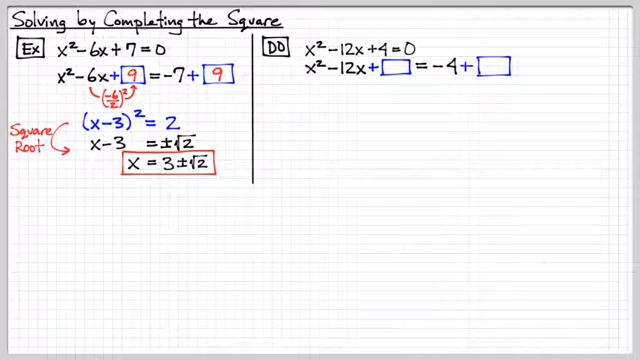 Solving by Completing the Square
Ex x² - 6x + 7 = 0
x² - 6x + 9 = -7 + 9
(-6/2)²
(x - 3)² = 2
Square Root
x - 3 = ±√2
x = 3 ± √2
DO x² - 12x + 4 = 0
x² - 12x + □ = -4 + □